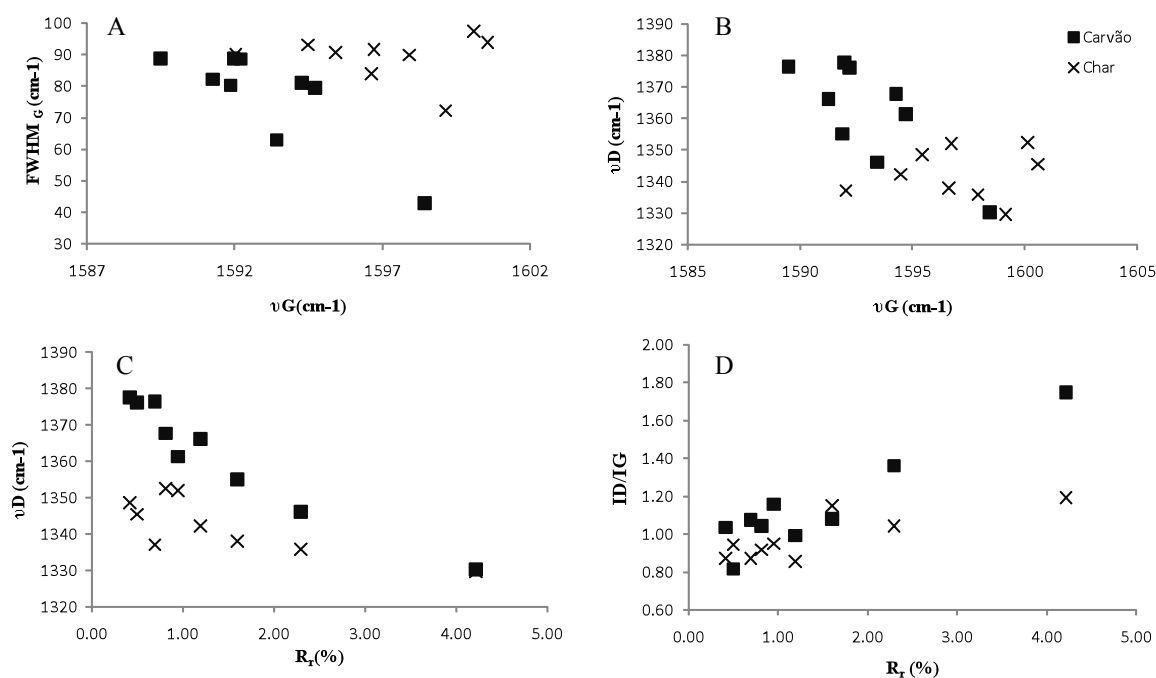 A
100
90
80
70
60
50
40
30
FWHM G (cm-1)
1587 1592 1597 1602
υG(cm-1)
B
1390
1380
1370
1360
1350
1340
1330
1320
υD (cm-1)
1585 1590 1595 1600 1605
υG (cm-1)
Carvão
Char
C
1390
1380
1370
1360
1350
1340
1330
1320
υD (cm-1)
0.00 1.00 2.00 3.00 4.00 5.00
Rr(%)
D
2.00
1.80
1.60
1.40
1.20
1.00
0.80
0.60
ID/IG
0.00 1.00 2.00 3.00 4.00 5.00
Rr (%)